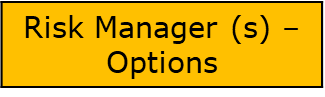 Risk Manager (s) –
Options